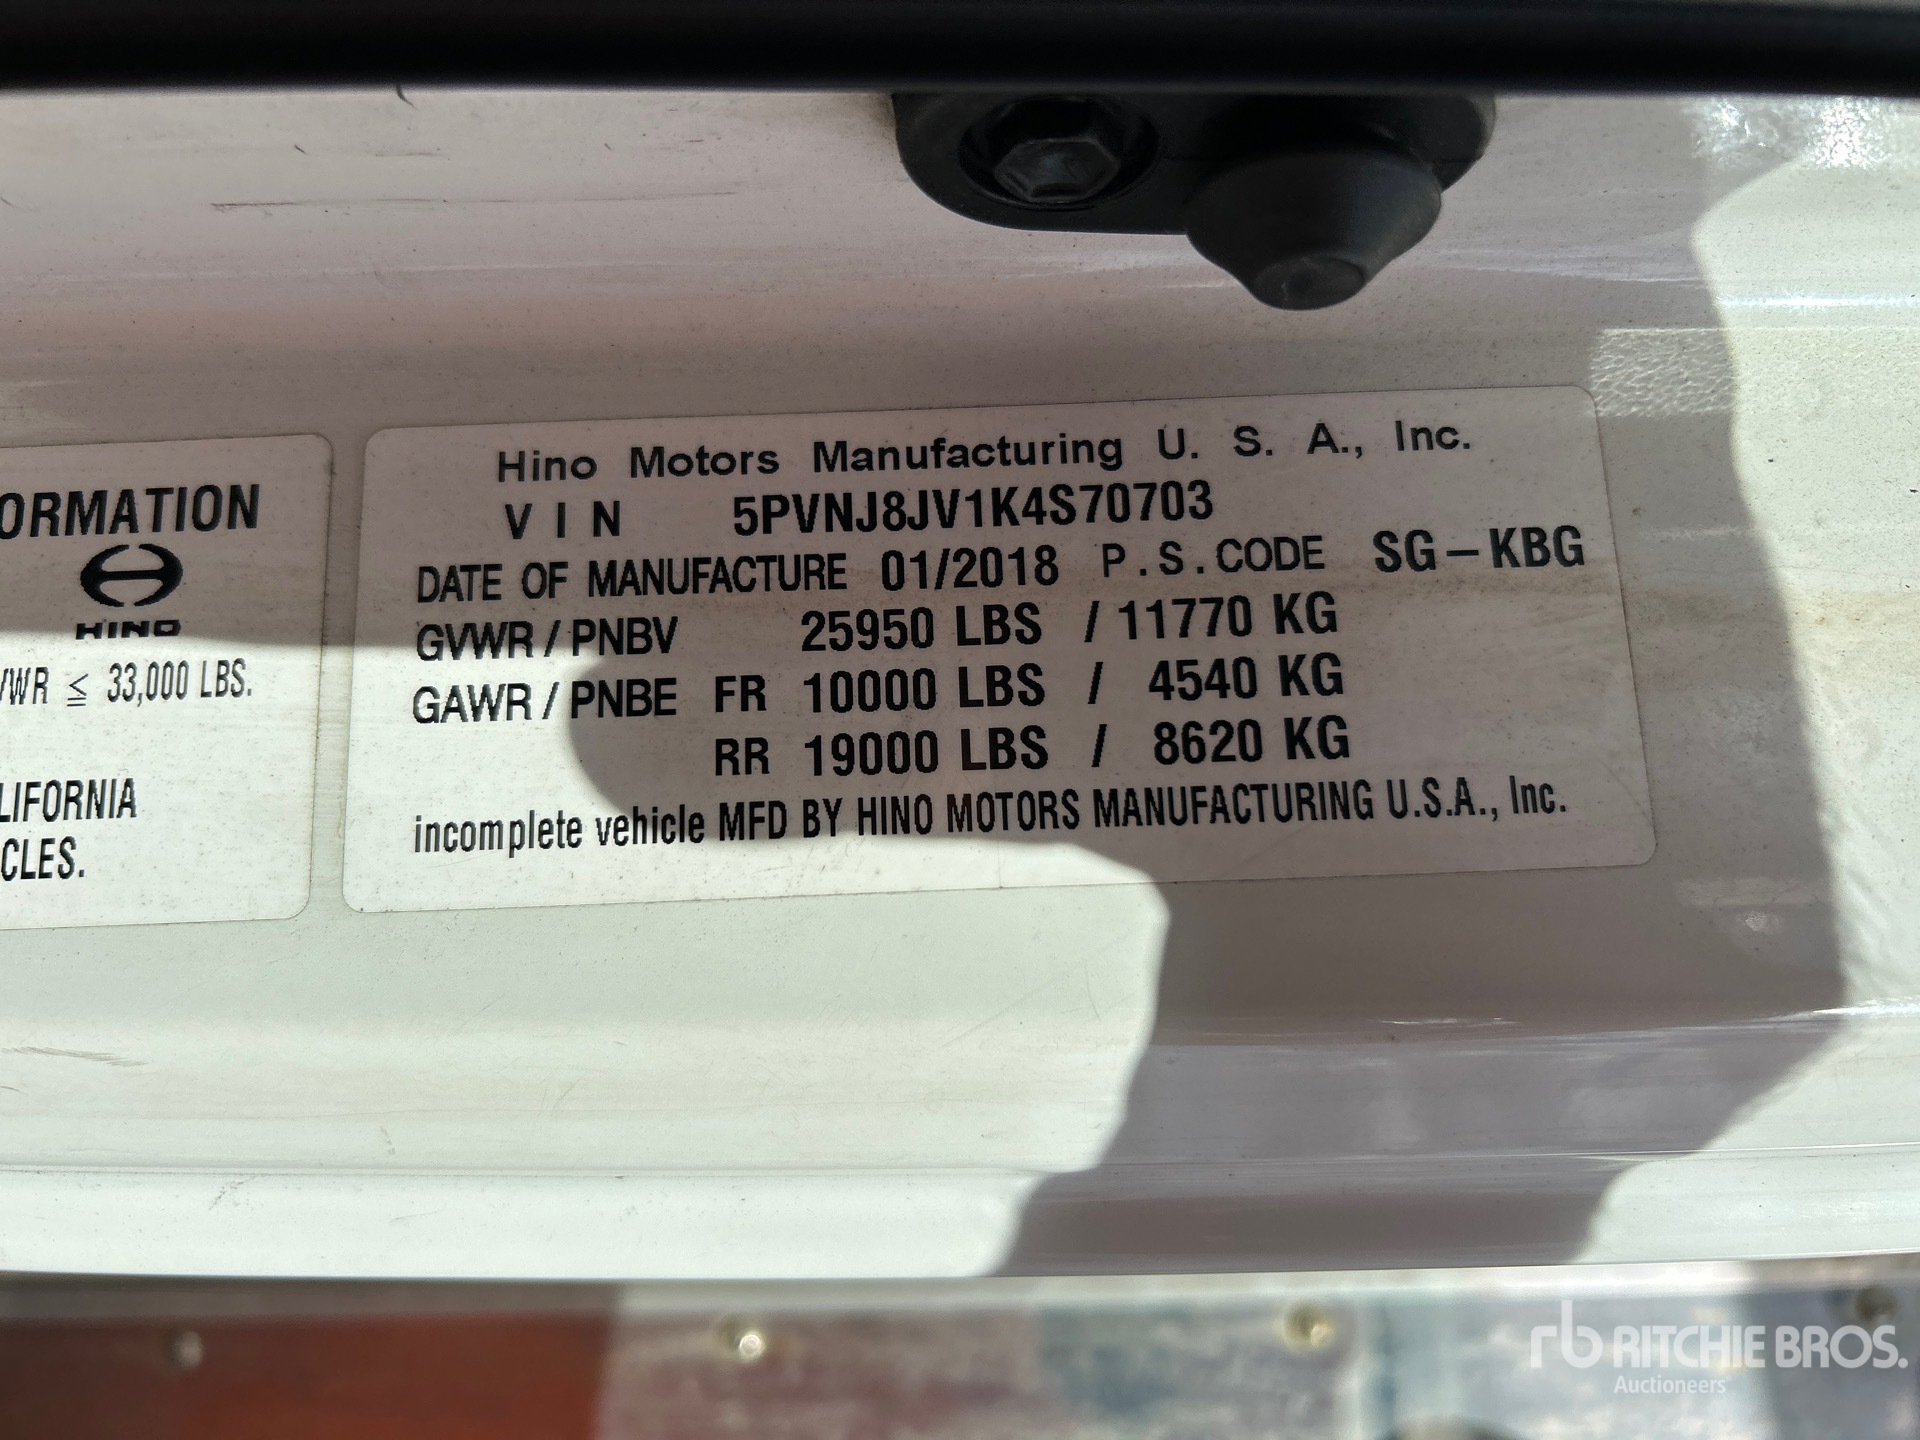 ORMATION
HINO
VWR ≦ 33,000 LBS.
LIFORNIA
CLES.
Hino Motors Manufacturing U. S. A., Inc.
VIN 5PVNJ8JV1K4S70703
DATE OF MANUFACTURE 01/2018 P.S.CODE SG-KBG
GVWR/PNBV 25950 LBS / 11770 KG
GAWR/PNBE FR 10000 LBS / 4540 KG
RR 19000 LBS / 8620 KG
incomplete vehicle MFD BY HINO MOTORS MANUFACTURING U.S.A., Inc.
rb RITCHIE BROS.
Auctioneers